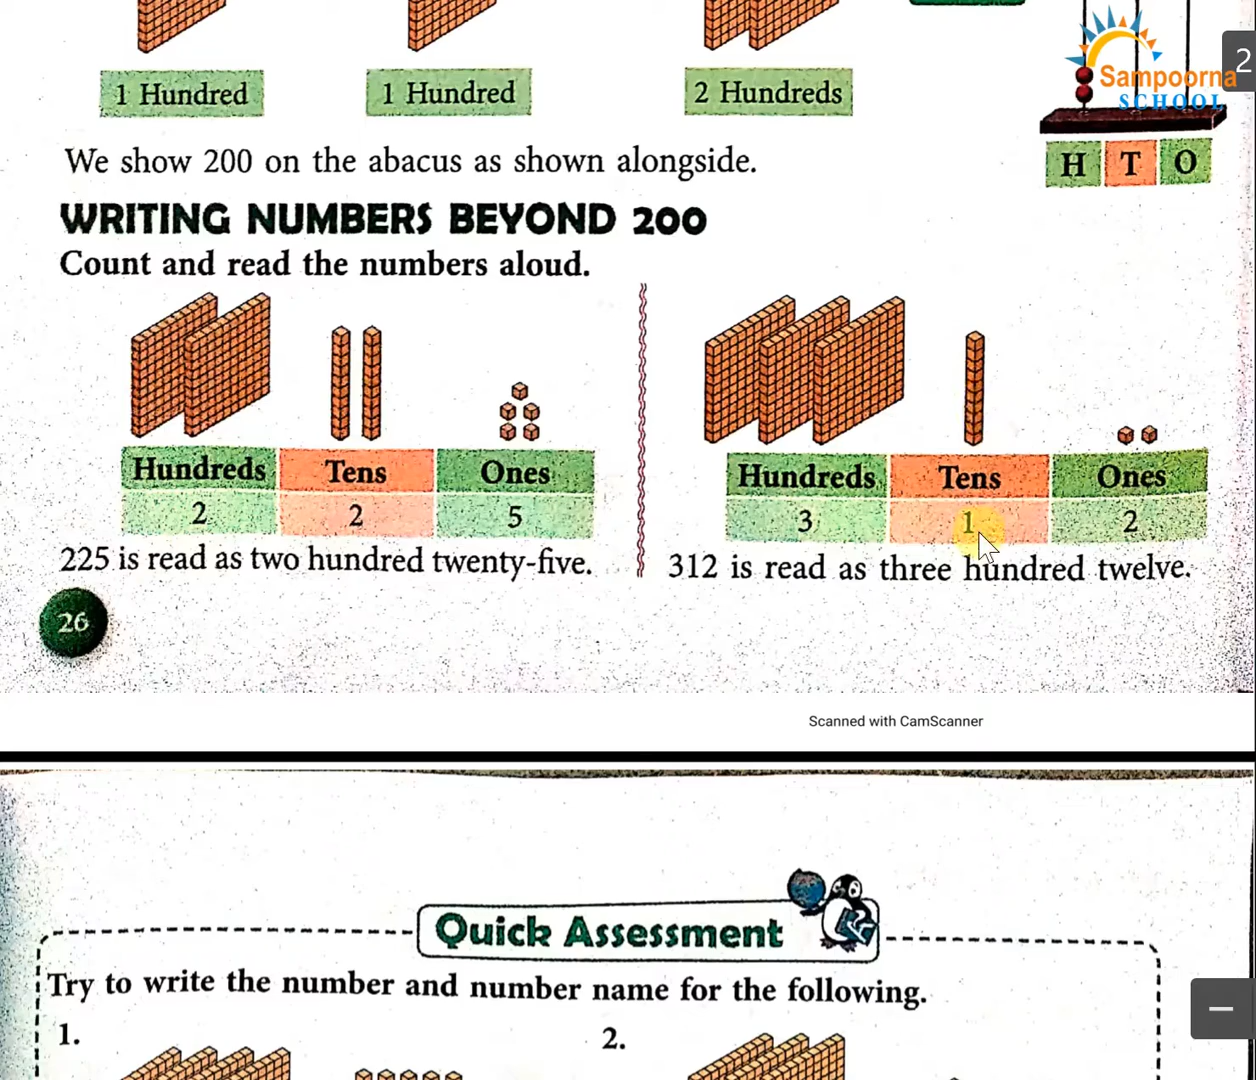 1 Hundred
1 Hundred
2 Hundreds
Sampoorna
SCHOOL
2
H T O
We show 200 on the abacus as shown alongside.
WRITING NUMBERS BEYOND 200
Count and read the numbers aloud.
Hundreds Tens Ones
2 2 5
225 is read as two hundred twenty-five.
Hundreds Tens Ones
3 1 2
312 is read as three hundred twelve.
26
Scanned with CamScanner
Quick Assessment
Try to write the number and number name for the following.
1.
2.